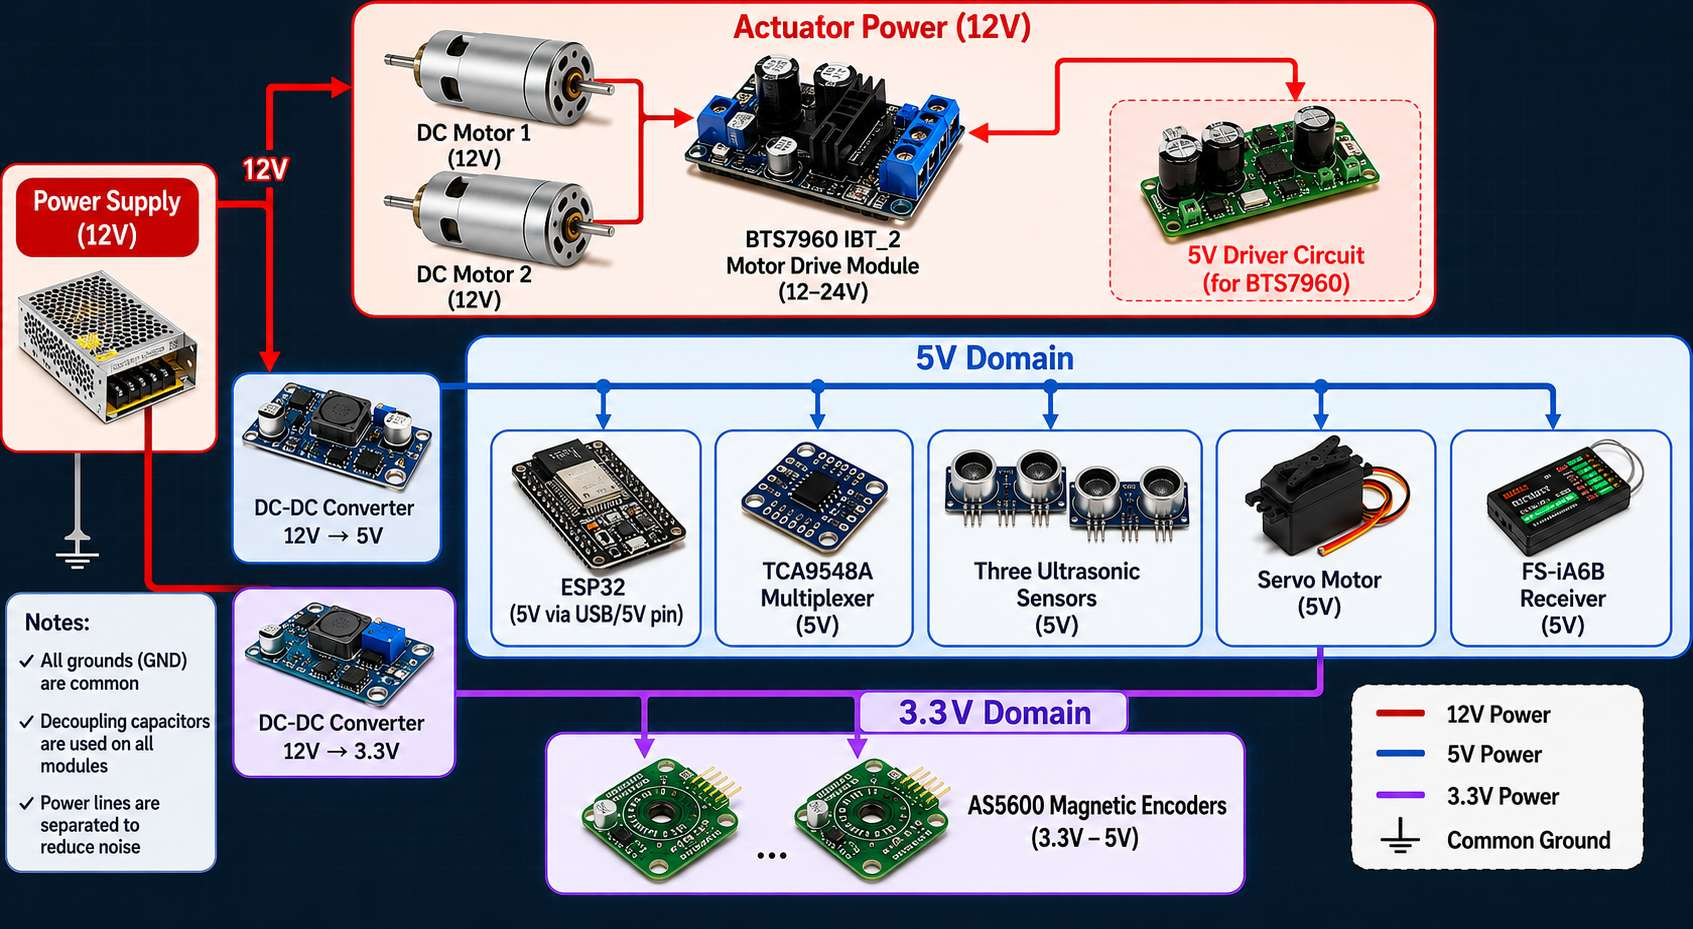 Actuator Power (12V)
DC Motor 1
(12V)
DC Motor 2
(12V)
BTS7960 IBT_2
Motor Drive Module
(12–24V)
5V Driver Circuit
(for BTS7960)
12V
Power Supply
(12V)
5V Domain
DC-DC Converter
12V → 5V
ESP32
(5V via USB/5V pin)
TCA9548A
Multiplexer
(5V)
Three Ultrasonic
Sensors
(5V)
Servo Motor
(5V)
FS-iA6B
Receiver
(5V)
Notes:
✓ All grounds (GND)
are common
✓ Decoupling capacitors
are used on all
modules
✓ Power lines are
separated to
reduce noise
DC-DC Converter
12V → 3.3V
3.3V Domain
AS5600 Magnetic Encoders
(3.3V – 5V)
...
12V Power
5V Power
3.3V Power
Common Ground